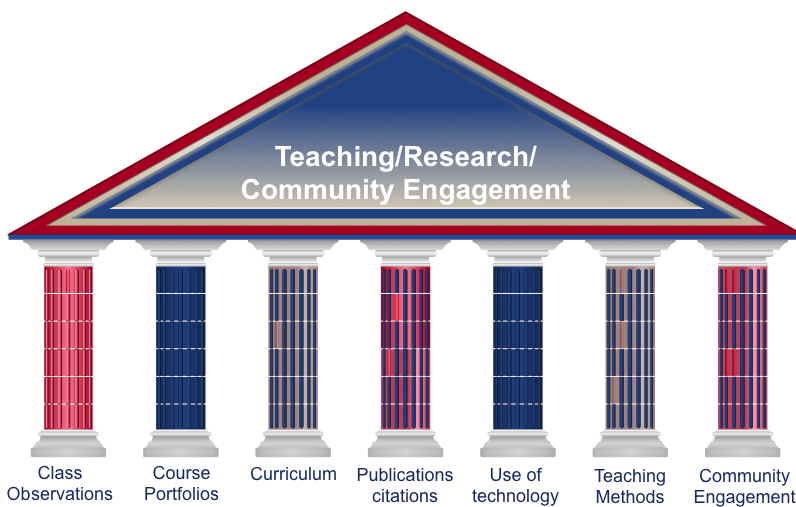 Teaching/Research/
Community Engagement
Class
Observations
Course
Portfolios
Curriculum
Publications
citations
Use of
technology
Teaching
Methods
Community
Engagement